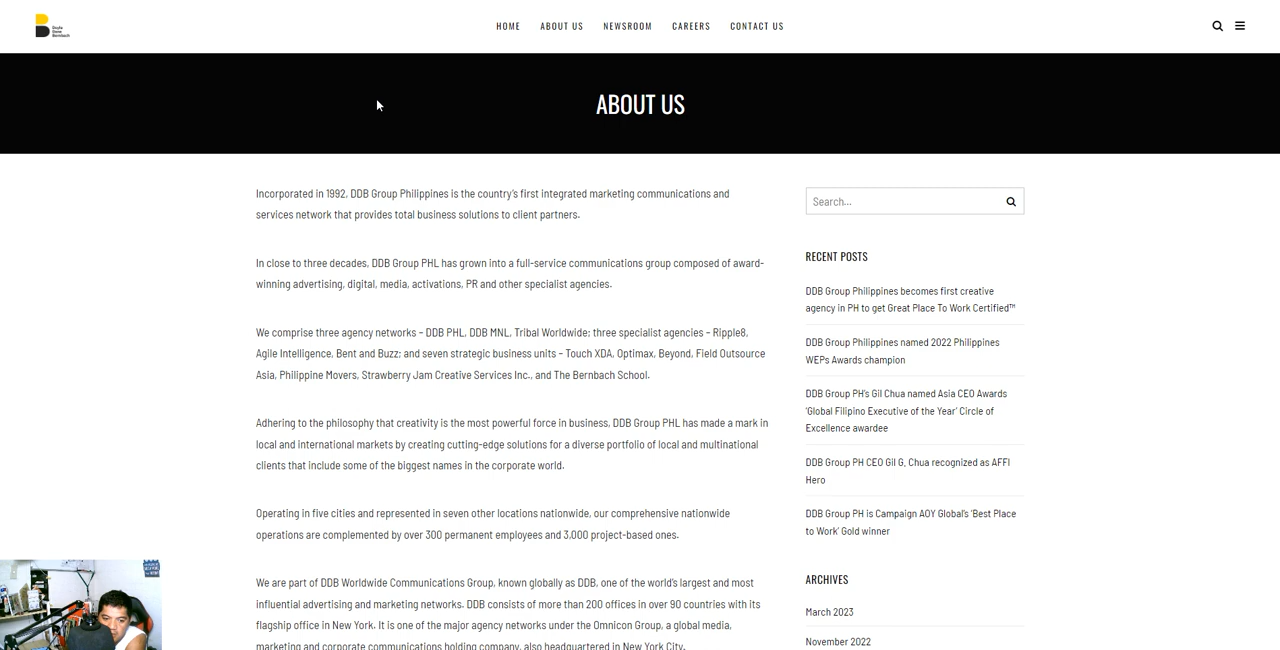 Doyle
Dane
Bernbach
HOME ABOUT US NEWSROOM CAREERS CONTACT US
ABOUT US
Incorporated in 1992, DDB Group Philippines is the country's first integrated marketing communications and
services network that provides total business solutions to client partners.
In close to three decades, DDB Group PHL has grown into a full-service communications group composed of award-
winning advertising, digital, media, activations, PR and other specialist agencies.
We comprise three agency networks – DDB PHL, DDB MNL, Tribal Worldwide; three specialist agencies – Ripple8,
Agile Intelligence, Bent and Buzz; and seven strategic business units – Touch XDA, Optimax, Beyond, Field Outsource
Asia, Philippine Movers, Strawberry Jam Creative Services Inc., and The Bernbach School.
Adhering to the philosophy that creativity is the most powerful force in business, DDB Group PHL has made a mark in
local and international markets by creating cutting-edge solutions for a diverse portfolio of local and multinational
clients that include some of the biggest names in the corporate world.
Operating in five cities and represented in seven other locations nationwide, our comprehensive nationwide
operations are complemented by over 300 permanent employees and 3,000 project-based ones.
We are part of DDB Worldwide Communications Group, known globally as DDB, one of the world's largest and most
influential advertising and marketing networks. DDB consists of more than 200 offices in over 90 countries with its
flagship office in New York. It is one of the major agency networks under the Omnicon Group, a global media,
marketing and corporate communications holding company, also headquartered in New York City.
Search...
RECENT POSTS
DDB Group Philippines becomes first creative
agency in PH to get Great Place To Work Certified™
DDB Group Philippines named 2022 Philippines
WEPs Awards champion
DDB Group PH's Gil Chua named Asia CEO Awards
'Global Filipino Executive of the Year' Circle of
Excellence awardee
DDB Group PH CEO Gil G. Chua recognized as AFFI
Hero
DDB Group PH is Campaign AOY Global's 'Best Place
to Work' Gold winner
ARCHIVES
March 2023
November 2022